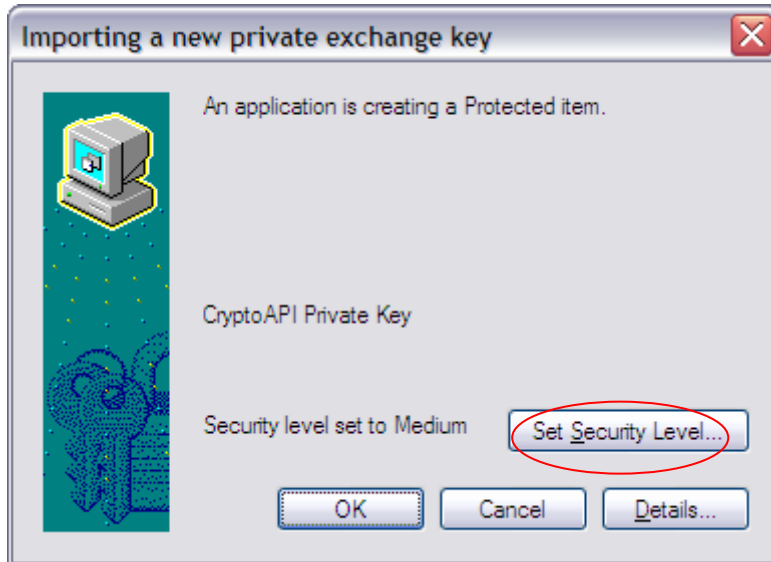 Importing a new private exchange key
An application is creating a Protected item.
CryptoAPI Private Key
Security level set to Medium
Set Security Level...
OK
Cancel
Details...